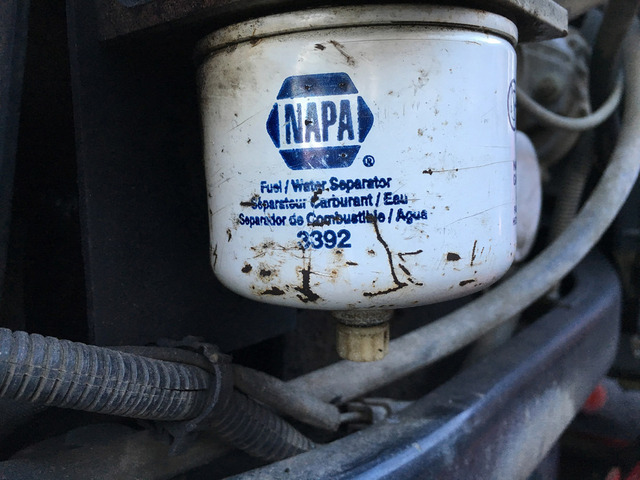 NAPA
®
Fuel / Water Separator
Séparateur Carburant / Eau
Separador de Combustible / Agua
3392